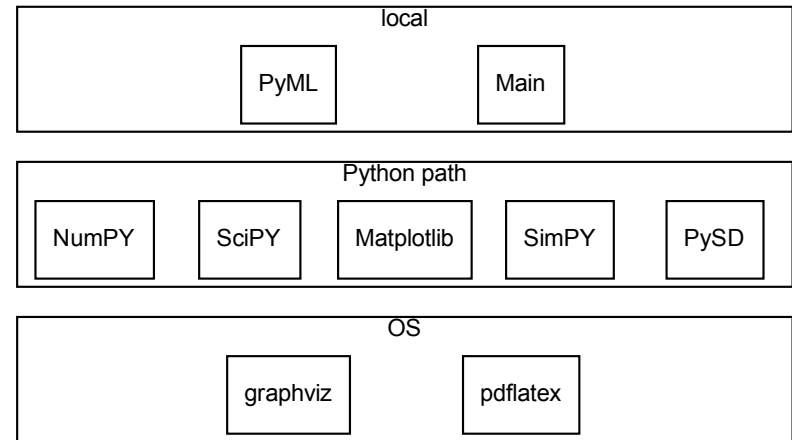 local
PyML Main
Python path
NumPY SciPY Matplotlib SimPY PySD
OS
graphviz pdflatex